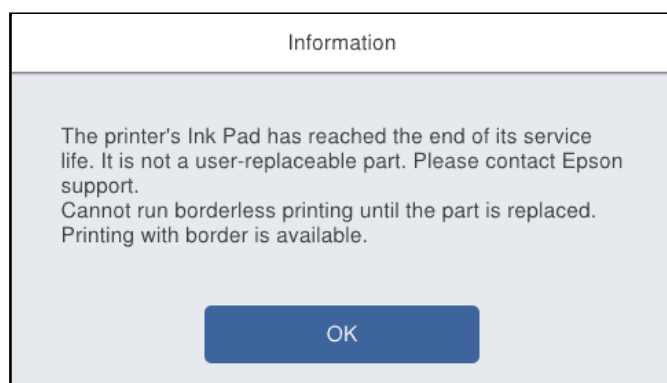 Information
The printer's Ink Pad has reached the end of its service
life. It is not a user-replaceable part. Please contact Epson
support.
Cannot run borderless printing until the part is replaced.
Printing with border is available.
OK